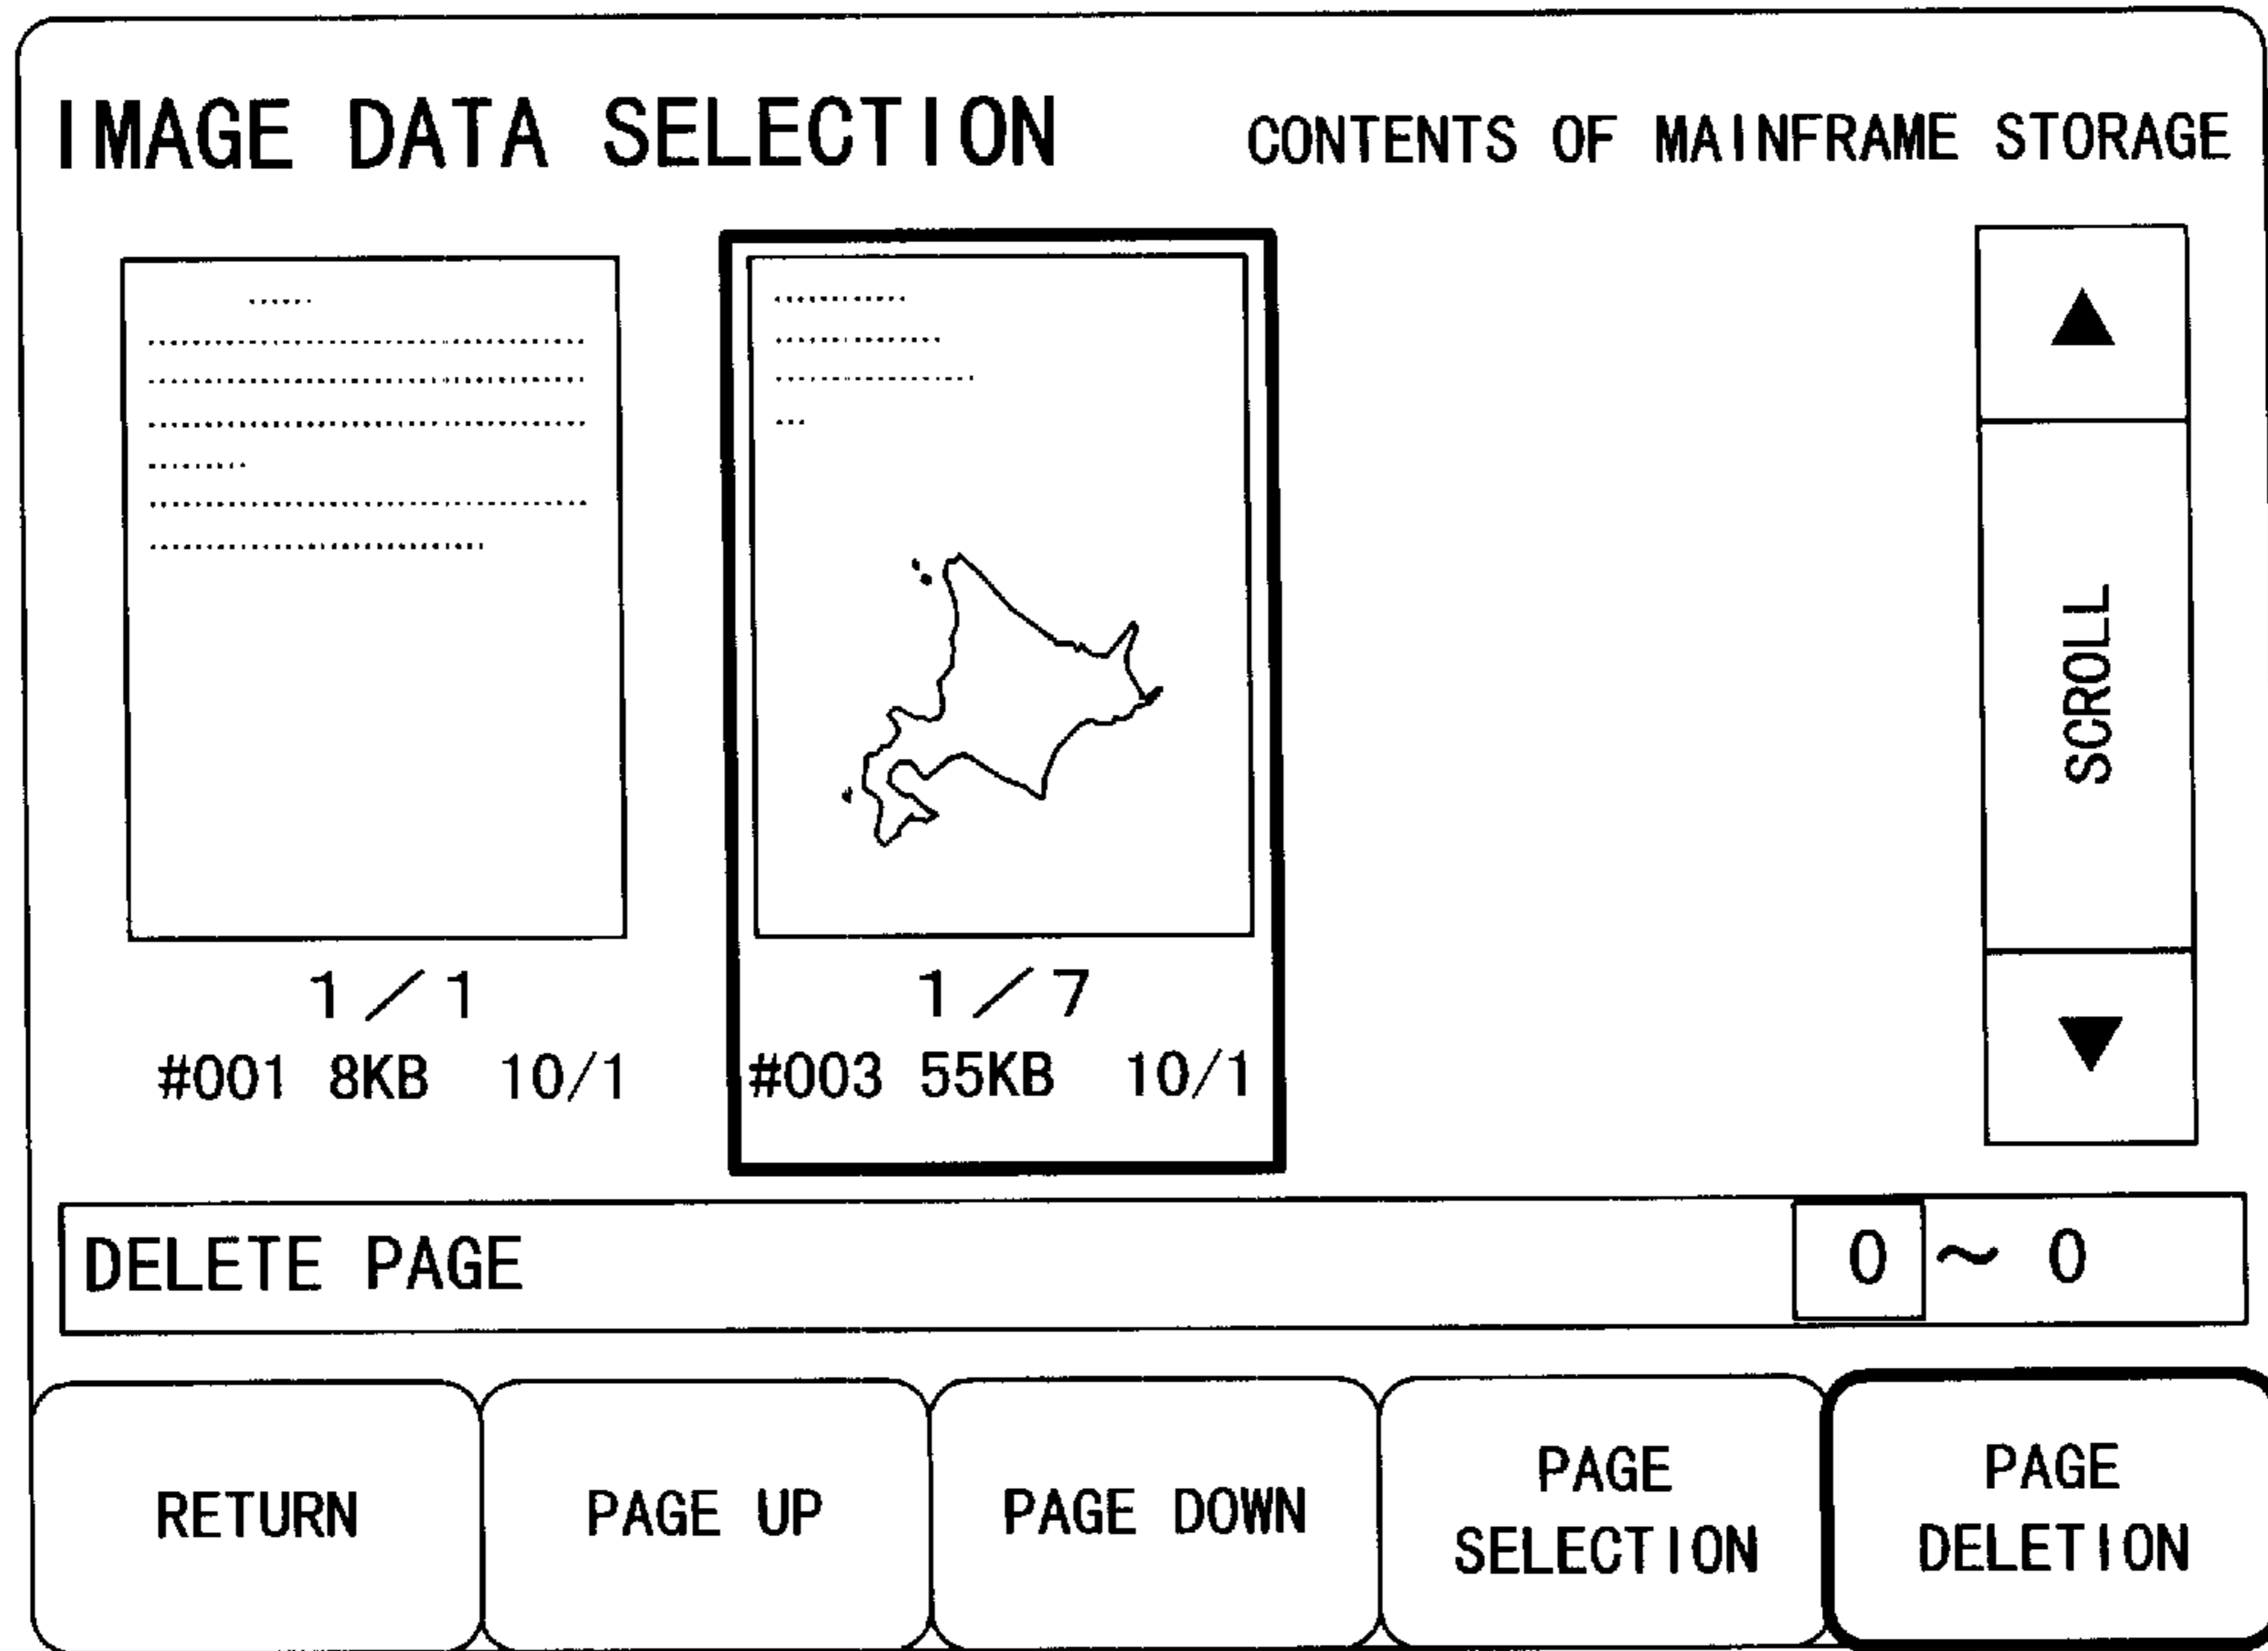 IMAGE DATA SELECTION
CONTENTS OF MAINFRAME STORAGE
1/1
#001 8KB 10/1
1/7
#003 55KB 10/1
▲
SCROLL
▼
DELETE PAGE 0 ~ 0
RETURN
PAGE UP
PAGE DOWN
PAGE
SELECTION
PAGE
DELETION